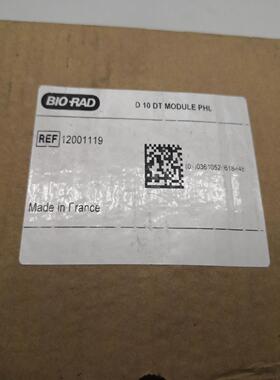 BIO-RAD
D 10 DT MODULE PHL
REF 12001119
Made in France